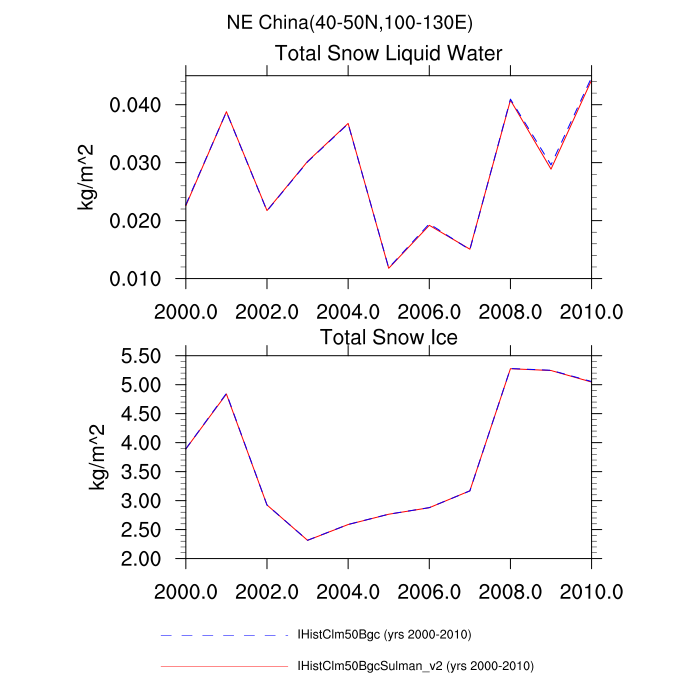 NE China(40-50N,100-130E)
Total Snow Liquid Water
0.040
0.030
0.020
0.010
kg/m^2
2000.0 2002.0 2004.0 2006.0 2008.0 2010.0
Total Snow Ice
5.50
5.00
4.50
4.00
3.50
3.00
2.50
2.00
kg/m^2
2000.0 2002.0 2004.0 2006.0 2008.0 2010.0
IHistClm50Bgc (yrs 2000-2010)
IHistClm50BgcSulman_v2 (yrs 2000-2010)